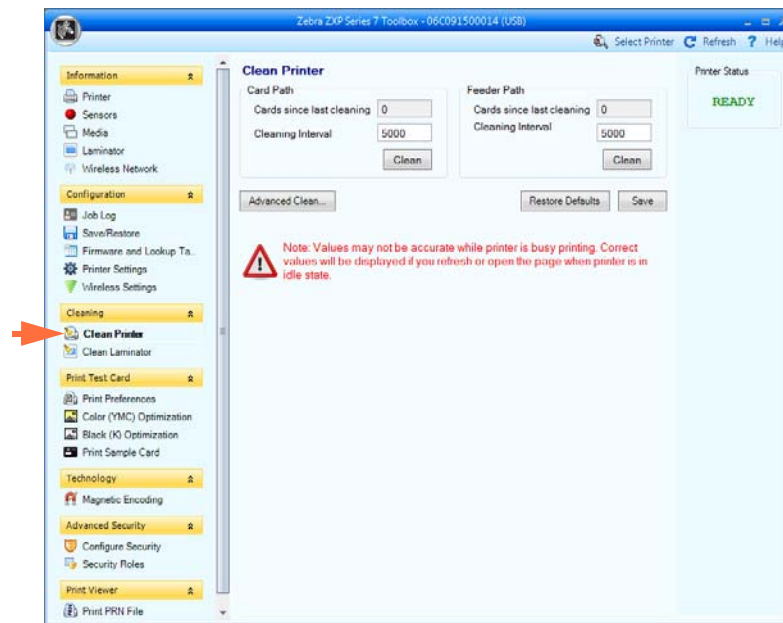 Zebra ZXP Series 7 Toolbox - 06C091500014 (USB)
Select Printer Refresh ? Help
Information
Printer
Sensors
Media
Laminator
Wireless Network
Configuration
Job Log
Save/Restore
Firmware and Lookup Ta..
Printer Settings
Wireless Settings
Cleaning
Clean Printer
Clean Laminator
Print Test Card
Print Preferences
Color (YMC) Optimization
Black (K) Optimization
Print Sample Card
Technology
Magnetic Encoding
Advanced Security
Configure Security
Security Roles
Print Viewer
Print PRN File
Clean Printer
Card Path
Cards since last cleaning 0
Cleaning Interval 5000
Clean
Feeder Path
Cards since last cleaning 0
Cleaning Interval 5000
Clean
Advanced Clean...
Restore Defaults
Save
Note: Values may not be accurate while printer is busy printing. Correct
values will be displayed if you refresh or open the page when printer is in
idle state.
Printer Status
READY